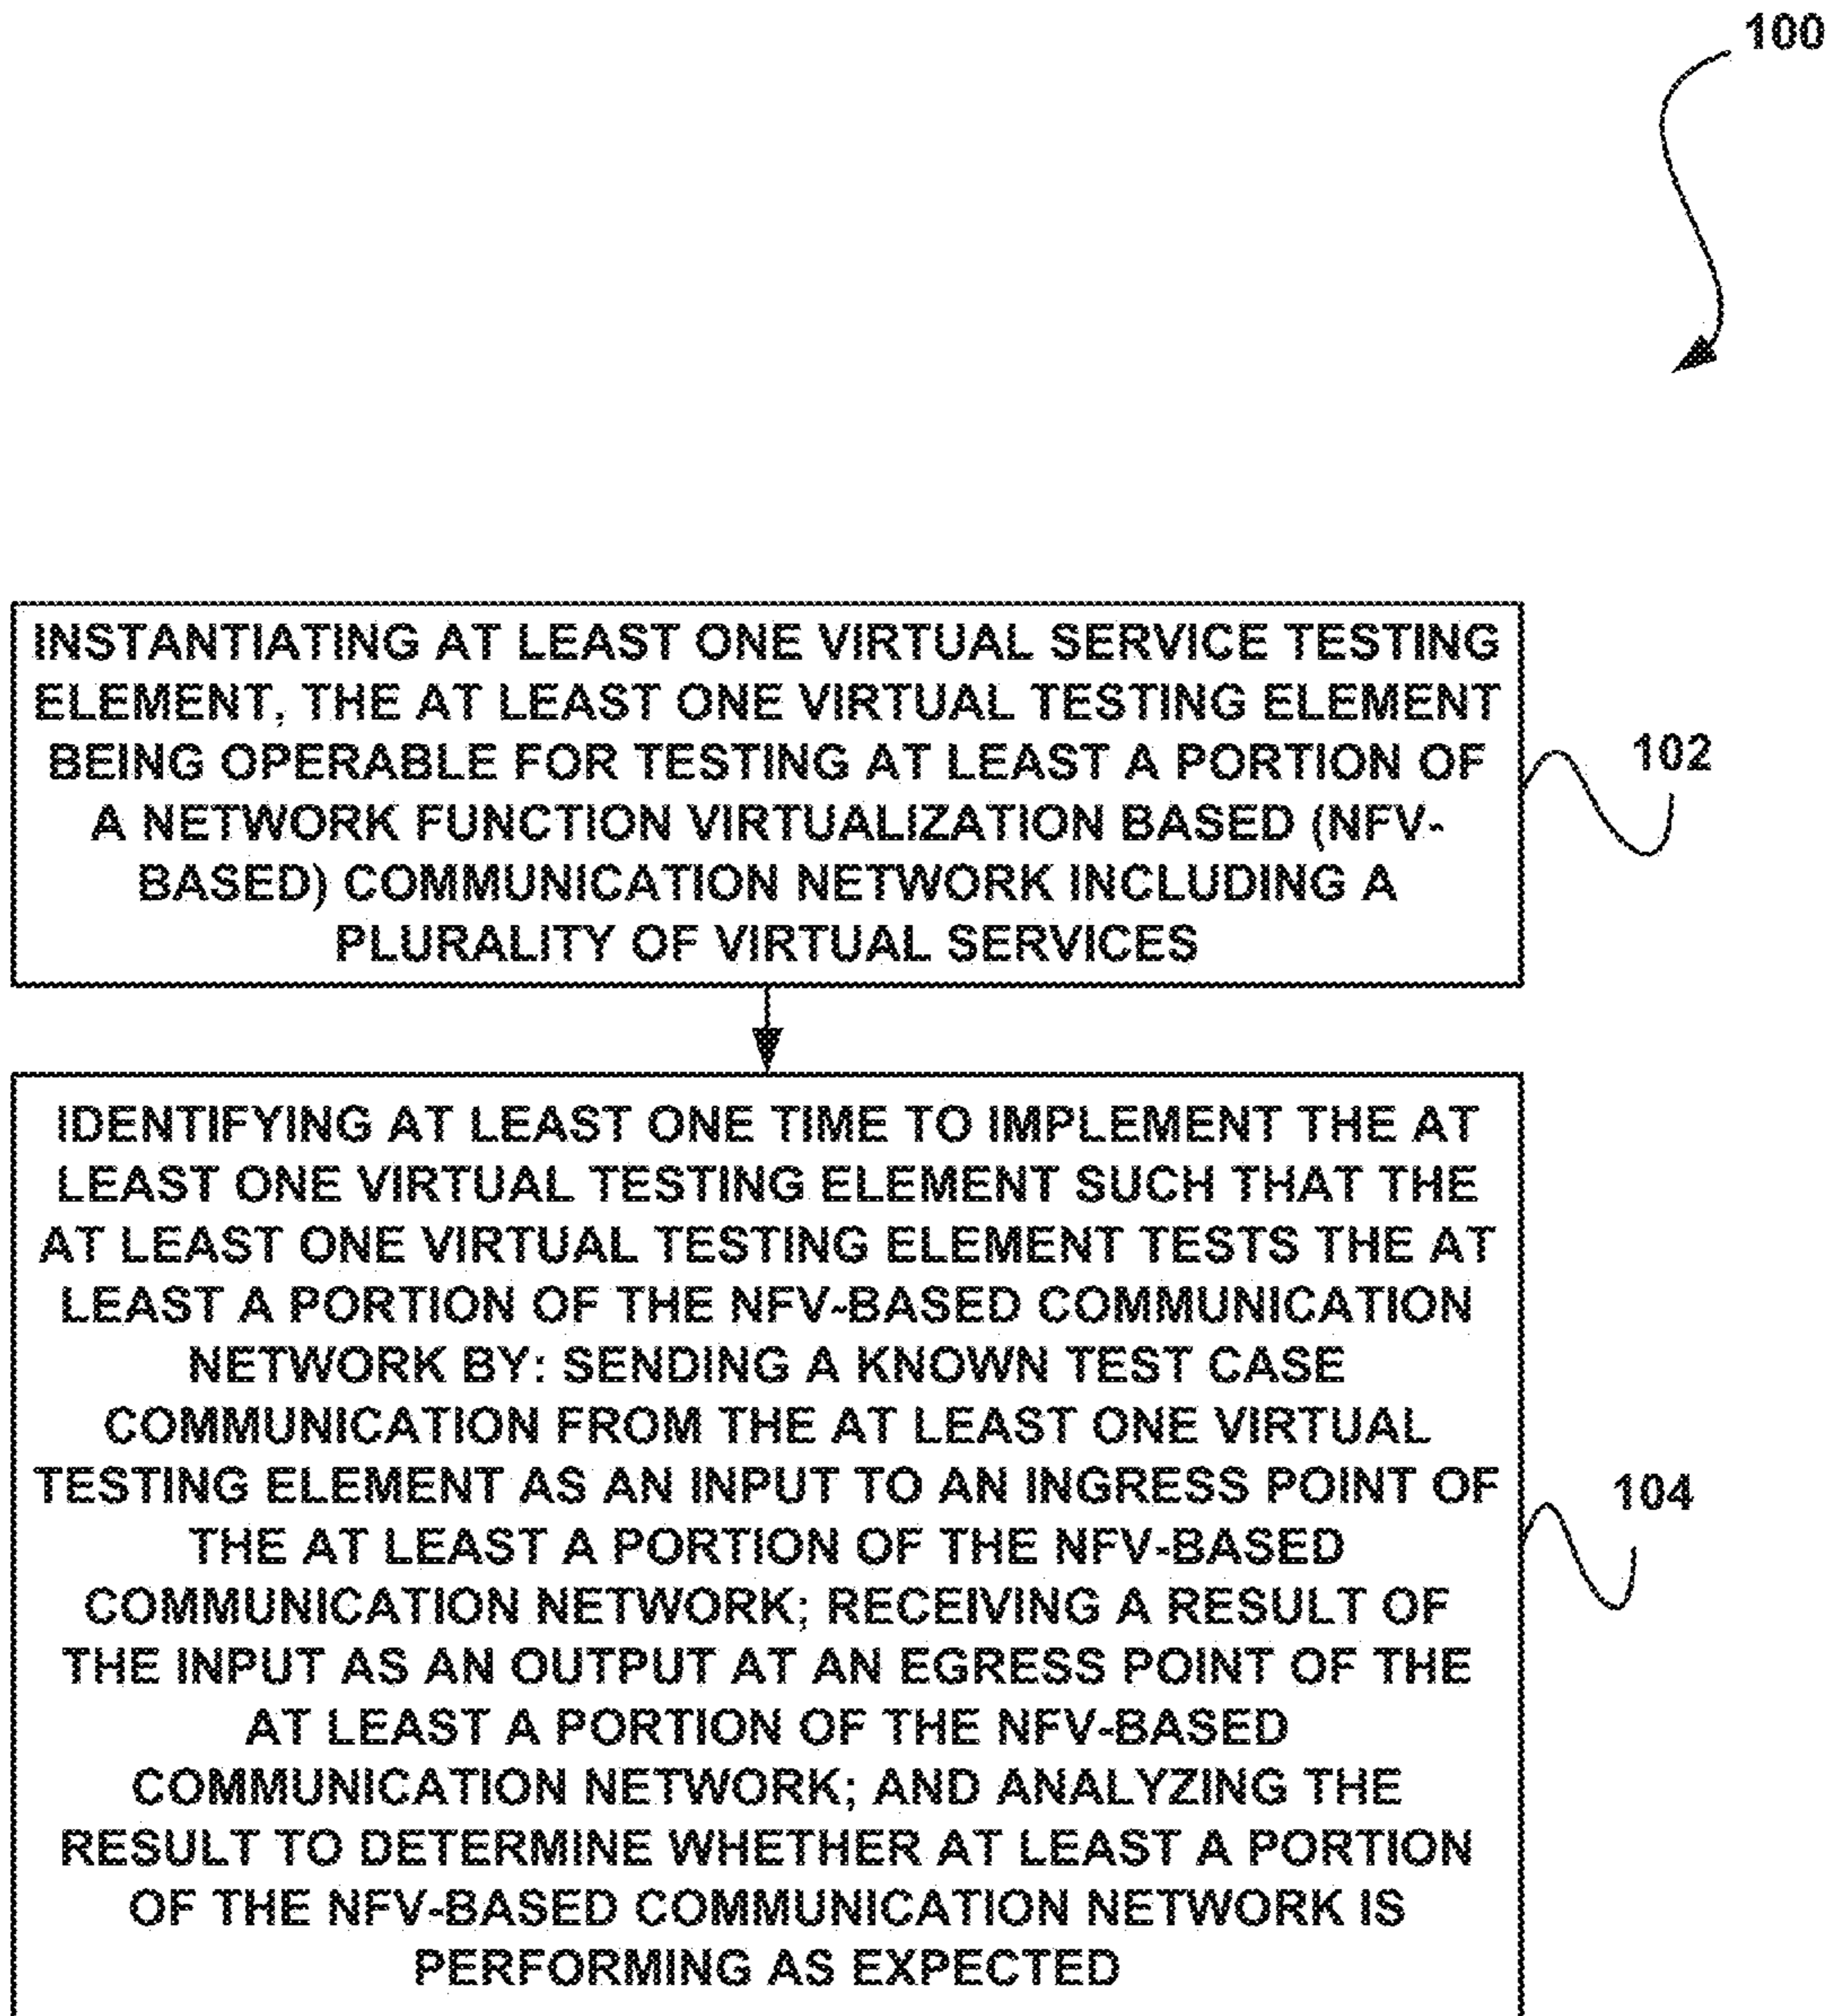 100
INSTANTIATING AT LEAST ONE VIRTUAL SERVICE TESTING
ELEMENT, THE AT LEAST ONE VIRTUAL TESTING ELEMENT
BEING OPERABLE FOR TESTING AT LEAST A PORTION OF
A NETWORK FUNCTION VIRTUALIZATION BASED (NFV-
BASED) COMMUNICATION NETWORK INCLUDING A
PLURALITY OF VIRTUAL SERVICES
102
IDENTIFYING AT LEAST ONE TIME TO IMPLEMENT THE AT
LEAST ONE VIRTUAL TESTING ELEMENT SUCH THAT THE
AT LEAST ONE VIRTUAL TESTING ELEMENT TESTS THE AT
LEAST A PORTION OF THE NFV-BASED COMMUNICATION
NETWORK BY: SENDING A KNOWN TEST CASE
COMMUNICATION FROM THE AT LEAST ONE VIRTUAL
TESTING ELEMENT AS AN INPUT TO AN INGRESS POINT OF
THE AT LEAST A PORTION OF THE NFV-BASED
COMMUNICATION NETWORK; RECEIVING A RESULT OF
THE INPUT AS AN OUTPUT AT AN EGRESS POINT OF THE
AT LEAST A PORTION OF THE NFV-BASED
COMMUNICATION NETWORK; AND ANALYZING THE
RESULT TO DETERMINE WHETHER AT LEAST A PORTION
OF THE NFV-BASED COMMUNICATION NETWORK IS
PERFORMING AS EXPECTED
104